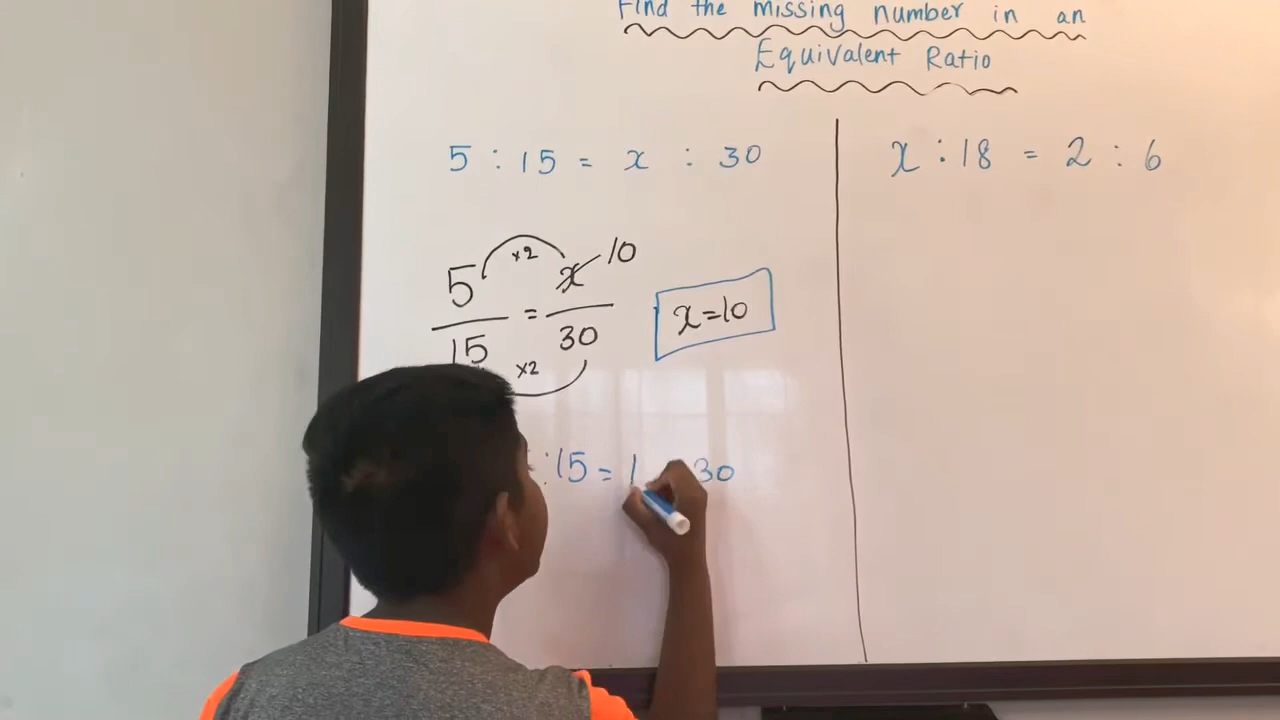 Find the missing number in an
Equivalent Ratio
5 : 15 = x : 30
5 ×2 x 10
15 = 30
×2
x=10
:15 = 1 30
x : 18 = 2 : 6